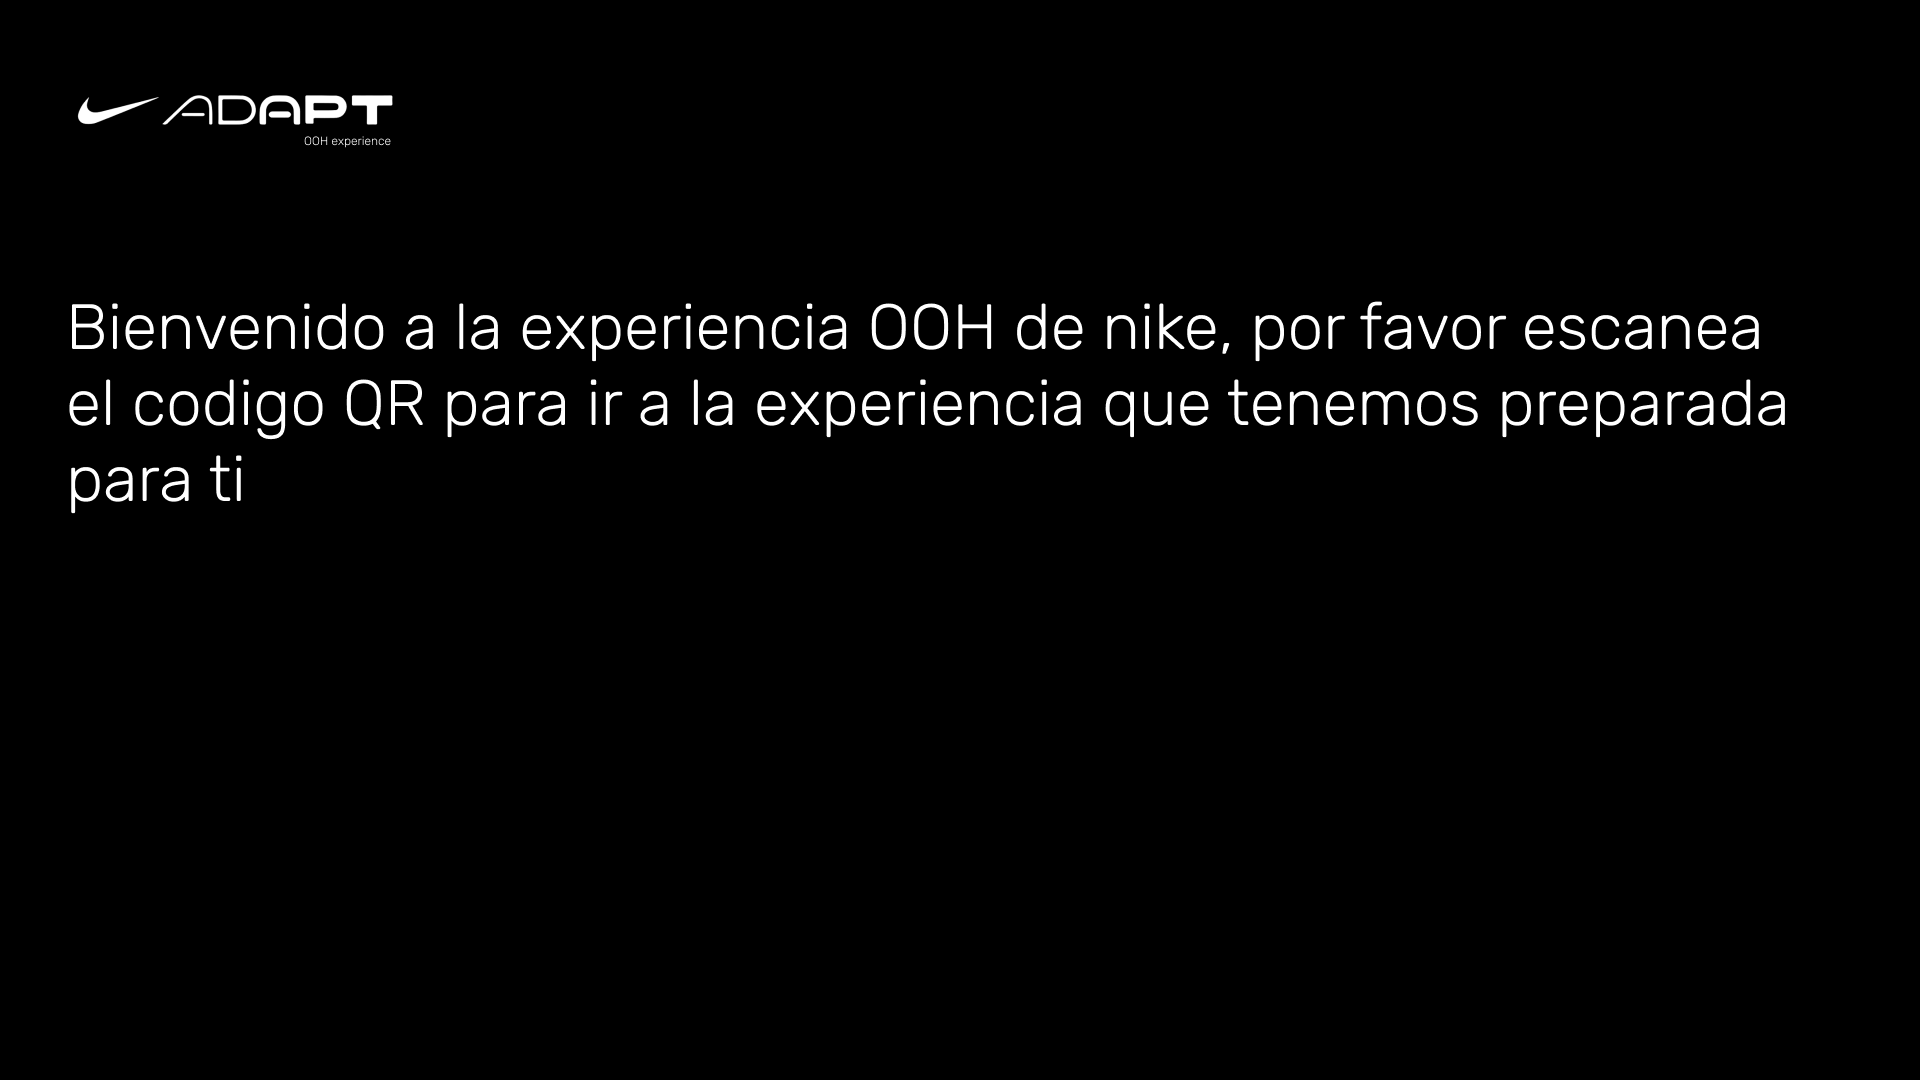 ADAPT
OOH experience
Bienvenido a la experiencia OOH de nike, por favor escanea
el codigo QR para ir a la experiencia que tenemos preparada
para ti